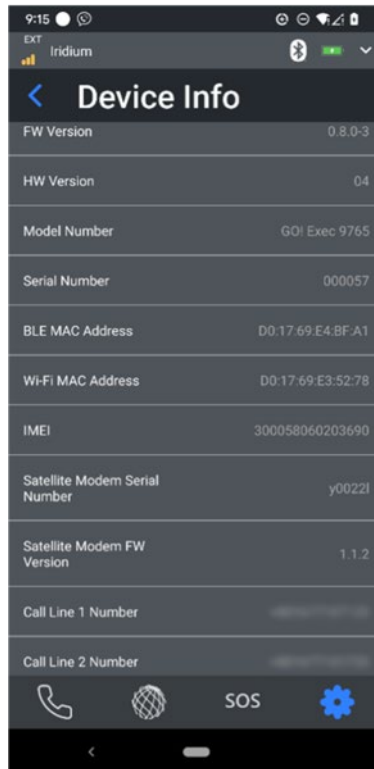 9:15
EXT
Iridium
Device Info
FW Version 0.8.0-3
HW Version 04
Model Number GO! Exec 9765
Serial Number 000057
BLE MAC Address D0:17:69:E4:BF:A1
Wi-Fi MAC Address D0:17:69:E3:52:78
IMEI 300058060203690
Satellite Modem Serial
Number y0022l
Satellite Modem FW
Version 1.1.2
Call Line 1 Number
Call Line 2 Number
SOS